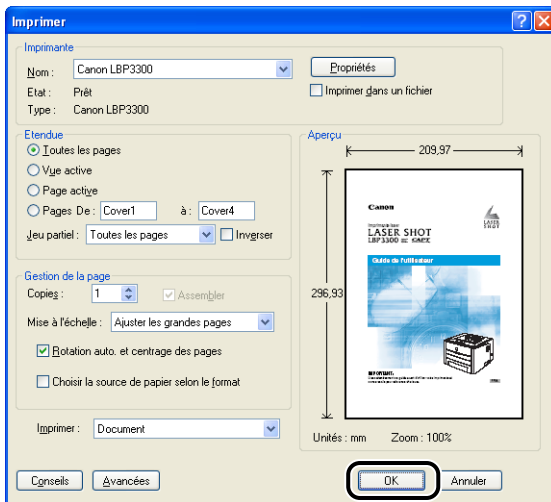 Imprimer
Imprimante
Nom : Canon LBP3300 Propriétés
Etat : Prêt Imprimer dans un fichier
Type : Canon LBP3300
Etendue
Toutes les pages
Vue active
Page active
Pages De : Cover1 à : Cover4
Jeu partiel : Toutes les pages Inverser
Gestion de la page
Copies : 1 Assembler
Mise à l'échelle : Ajuster les grandes pages
Rotation auto. et centrage des pages
Choisir la source de papier selon le format
Imprimer : Document
Aperçu
209,97
296,93
Canon
LASER SHOT
LASER SHOT
LBP3300
Guide de l'utilisateur
IMPORTANT:
Unités : mm Zoom : 100%
Conseils Avancées OK Annuler